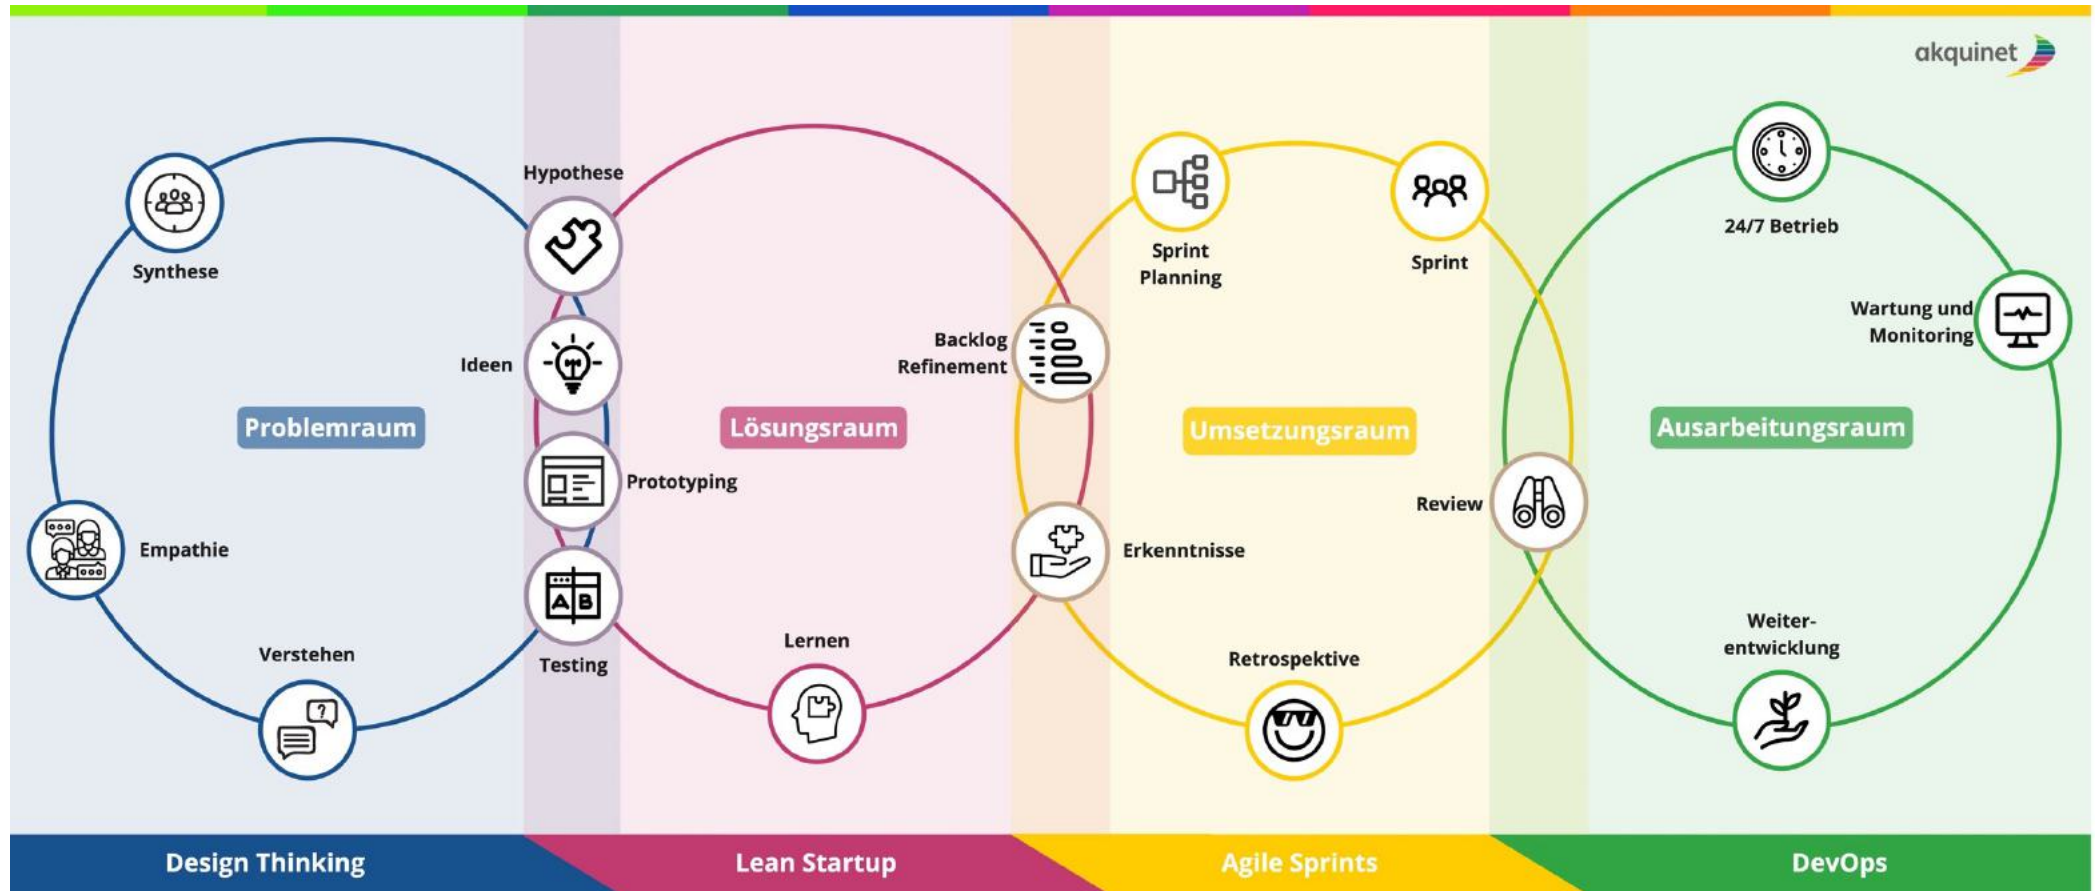 akquinet
Synthese
Empathie
Verstehen
Problemraum
Hypothese
Ideen
Prototyping
Testing
A B
?
Lösungsraum
Lernen
Backlog
Refinement
Erkenntnisse
Sprint
Planning
Sprint
Umsetzungsraum
Retrospektive
Review
24/7 Betrieb
Wartung und
Monitoring
Ausarbeitungsraum
Weiter-
entwicklung
Design Thinking
Lean Startup
Agile Sprints
DevOps